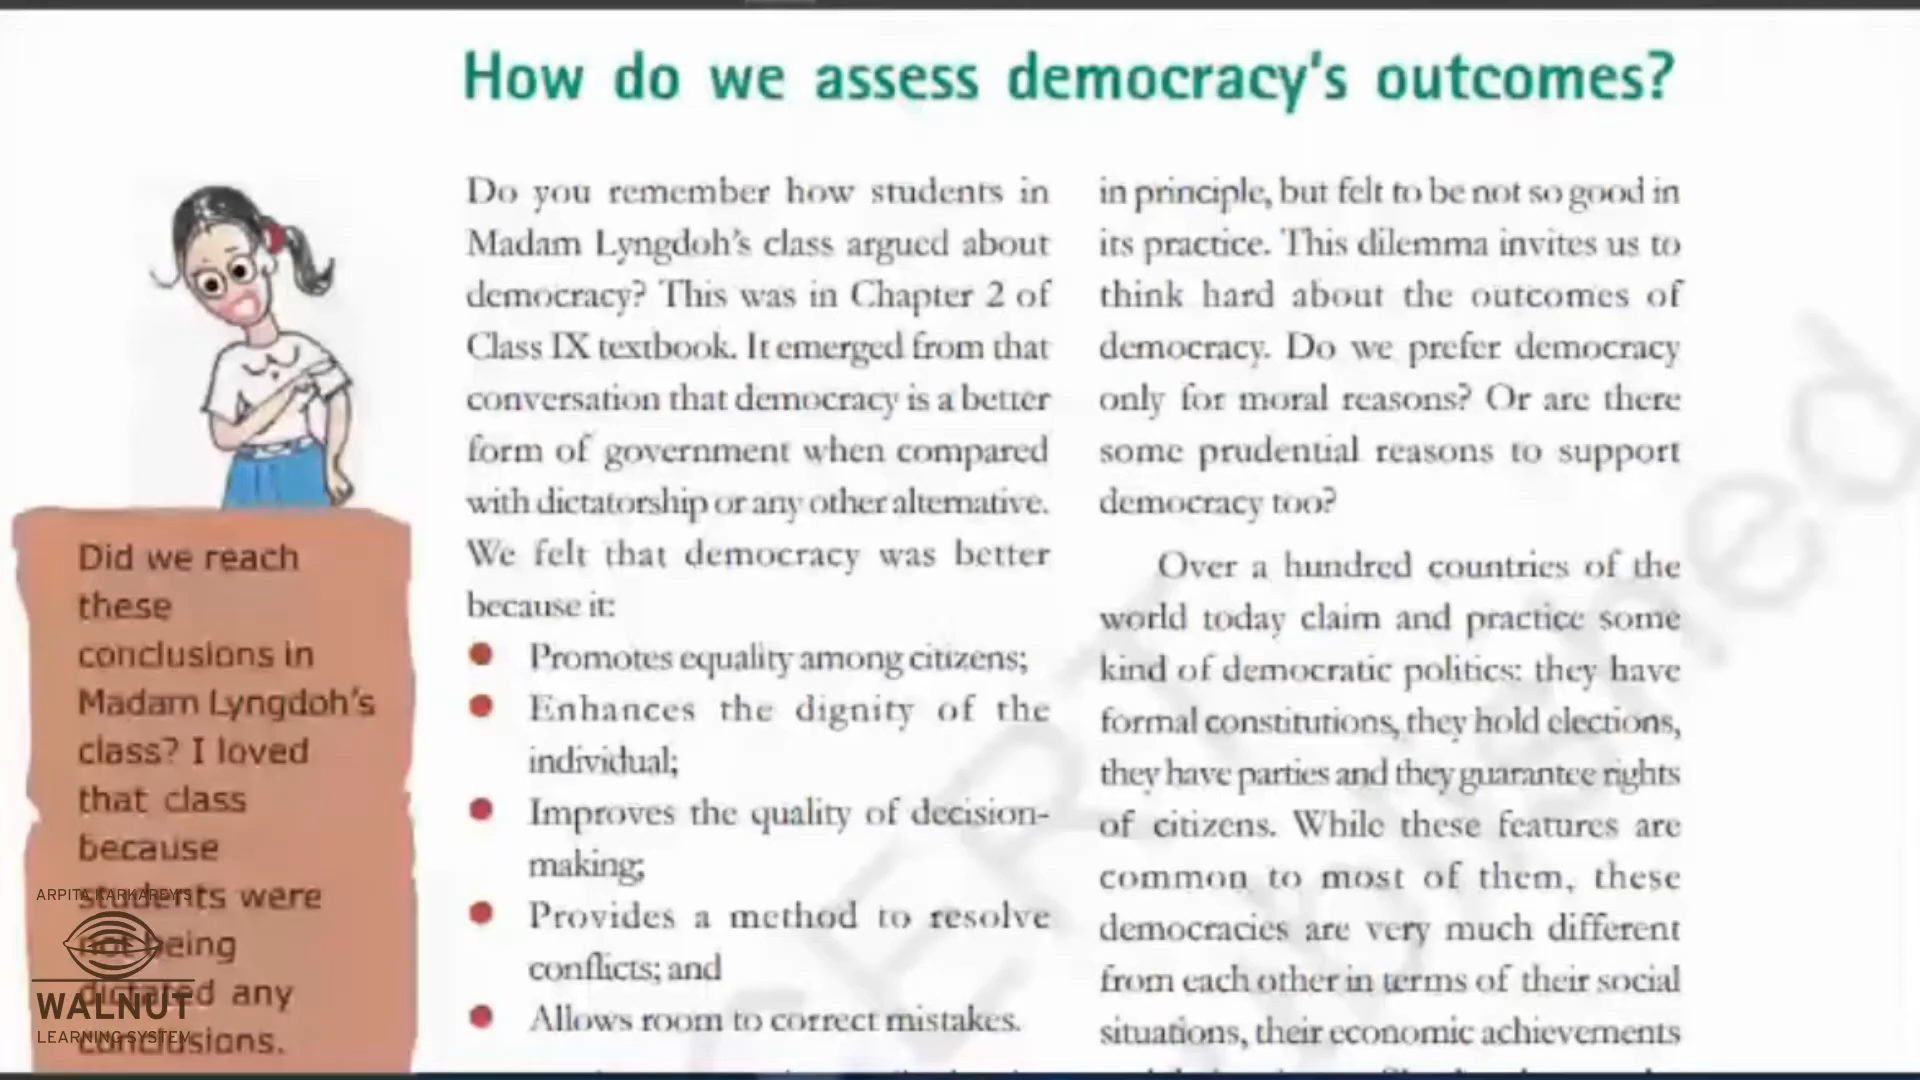 How do we assess democracy's outcomes?
Do you remember how students in
Madam Lyngdoh's class argued about
democracy? This was in Chapter 2 of
Class IX textbook. It emerged from that
conversation that democracy is a better
form of government when compared
with dictatorship or any other alternative.
We felt that democracy was better
because it:
● Promotes equality among citizens;
● Enhances the dignity of the
individual;
● Improves the quality of decision-
making;
● Provides a method to resolve
conflicts; and
● Allows room to correct mistakes.
in principle, but felt to be not so good in
its practice. This dilemma invites us to
think hard about the outcomes of
democracy. Do we prefer democracy
only for moral reasons? Or are there
some prudential reasons to support
democracy too?
Over a hundred countries of the
world today claim and practice some
kind of democratic politics: they have
formal constitutions, they hold elections,
they have parties and they guarantee rights
of citizens. While these features are
common to most of them, these
democracies are very much different
from each other in terms of their social
situations, their economic achievements
Did we reach
these
conclusions in
Madam Lyngdoh's
class? I loved
that class
because
students were
not being
dictated any
conclusions.
ARPITA KARKAREY'S
WALNUT
LEARNING SYSTEM